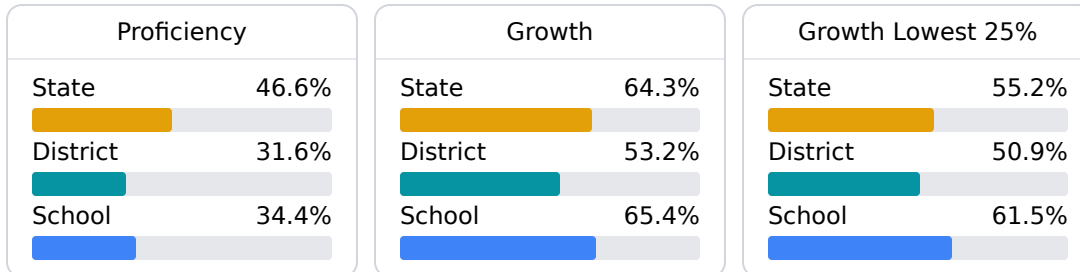 Proficiency
State 46.6%
District 31.6%
School 34.4%
Growth
State 64.3%
District 53.2%
School 65.4%
Growth Lowest 25%
State 55.2%
District 50.9%
School 61.5%